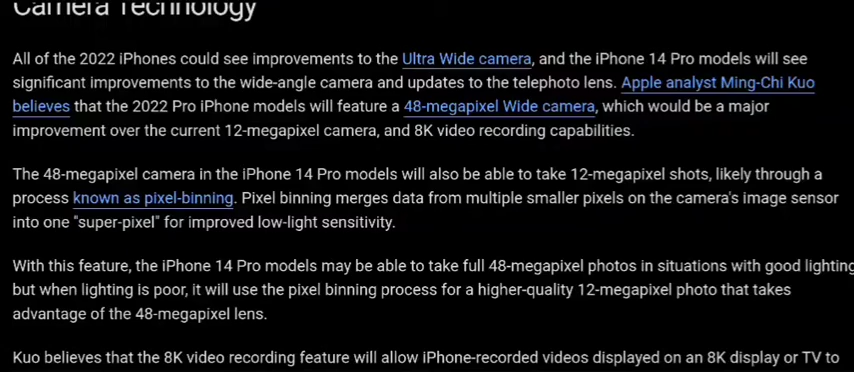 Camera Technology
All of the 2022 iPhones could see improvements to the Ultra Wide camera, and the iPhone 14 Pro models will see
significant improvements to the wide-angle camera and updates to the telephoto lens. Apple analyst Ming-Chi Kuo
believes that the 2022 Pro iPhone models will feature a 48-megapixel Wide camera, which would be a major
improvement over the current 12-megapixel camera, and 8K video recording capabilities.
The 48-megapixel camera in the iPhone 14 Pro models will also be able to take 12-megapixel shots, likely through a
process known as pixel-binning. Pixel binning merges data from multiple smaller pixels on the camera's image sensor
into one "super-pixel" for improved low-light sensitivity.
With this feature, the iPhone 14 Pro models may be able to take full 48-megapixel photos in situations with good lighting
but when lighting is poor, it will use the pixel binning process for a higher-quality 12-megapixel photo that takes
advantage of the 48-megapixel lens.
Kuo believes that the 8K video recording feature will allow iPhone-recorded videos displayed on an 8K display or TV to